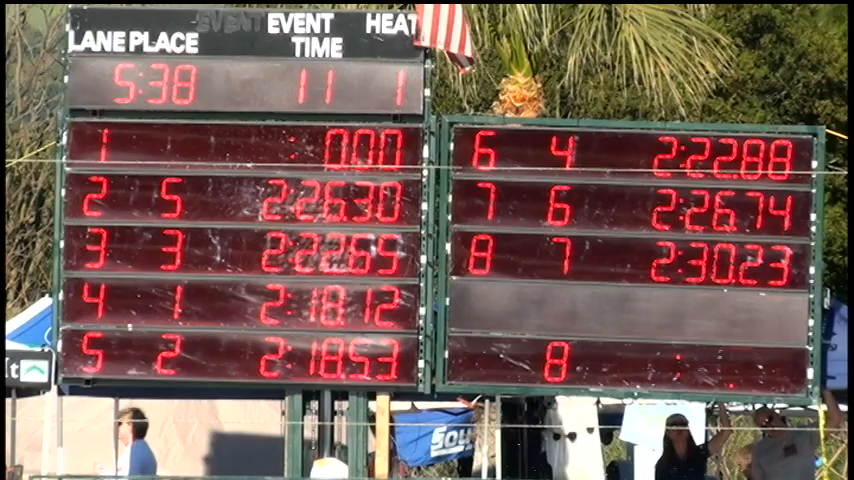 EVENT EVENT HEAT
LANE PLACE TIME
5:38 11 1
1 :0.00
2 5 2:26.30
3 3 2:22.65
4 1 2:18.12
5 2 2:18.53
6 4 2:22.88
7 6 2:26.74
8 7 2:30.23
8 : .